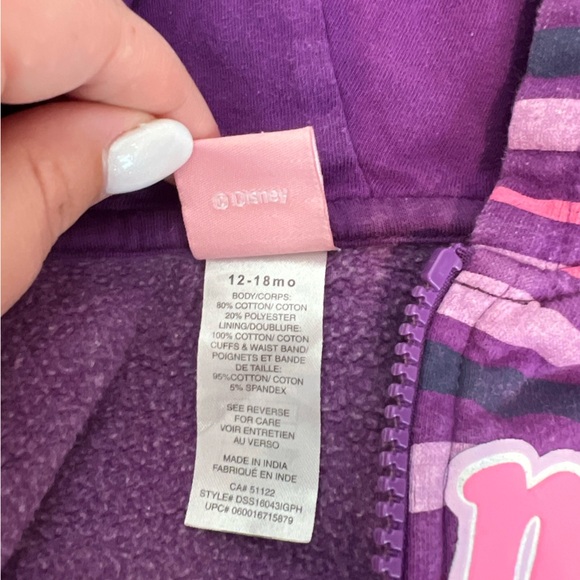 ©Disney
12-18mo
BODY/CORPS:
80% COTTON/ COTON
20% POLYESTER
LINING/DOUBLURE:
100% COTTON/ COTON
CUFFS & WAIST BAND/
POIGNETS ET BANDE
DE TAILLE:
95%COTTON/ COTON
5% SPANDEX
SEE REVERSE
FOR CARE
VOIR ENTRETIEN
AU VERSO
MADE IN INDIA
FABRIQUÉ EN INDE
CA# 51122
STYLE# DSS16043IGPH
UPC# 060016715879